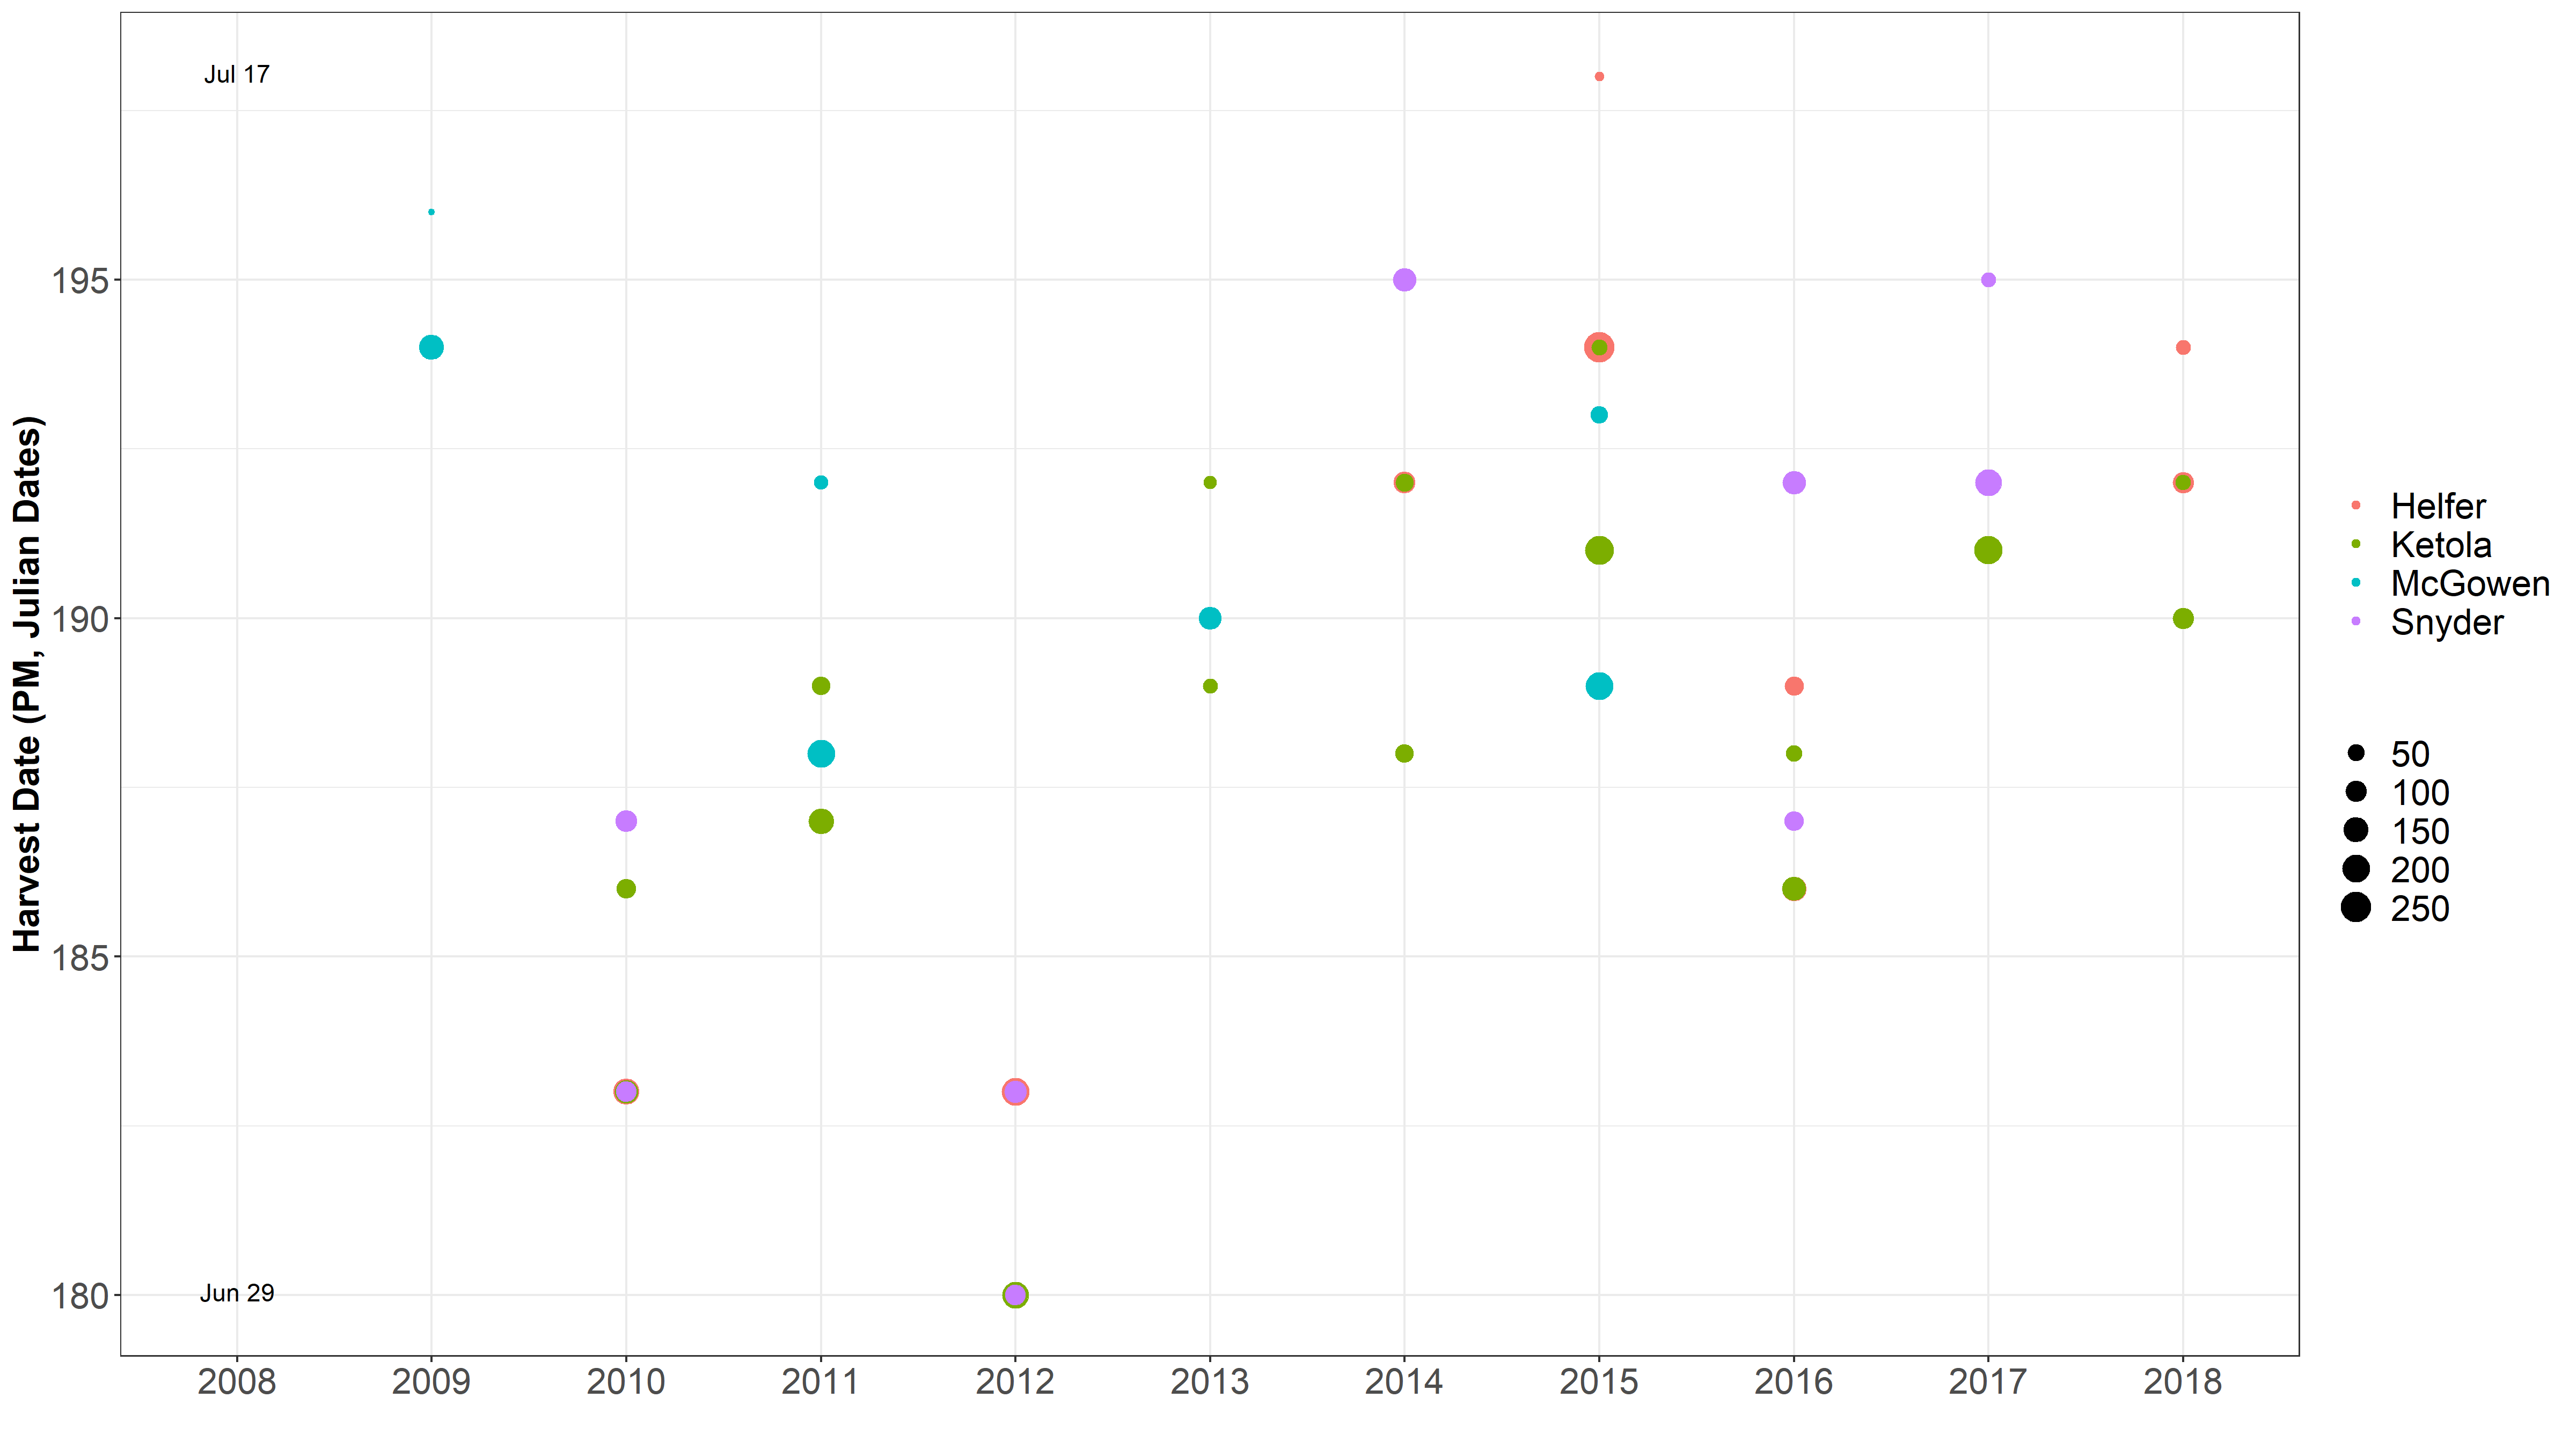 Harvest Date (PM, Julian Dates)
Jul 17
195
190
185
180
Jun 29
2008 2009 2010 2011 2012 2013 2014 2015 2016 2017 2018
Helfer
Ketola
McGowen
Snyder
50
100
150
200
250